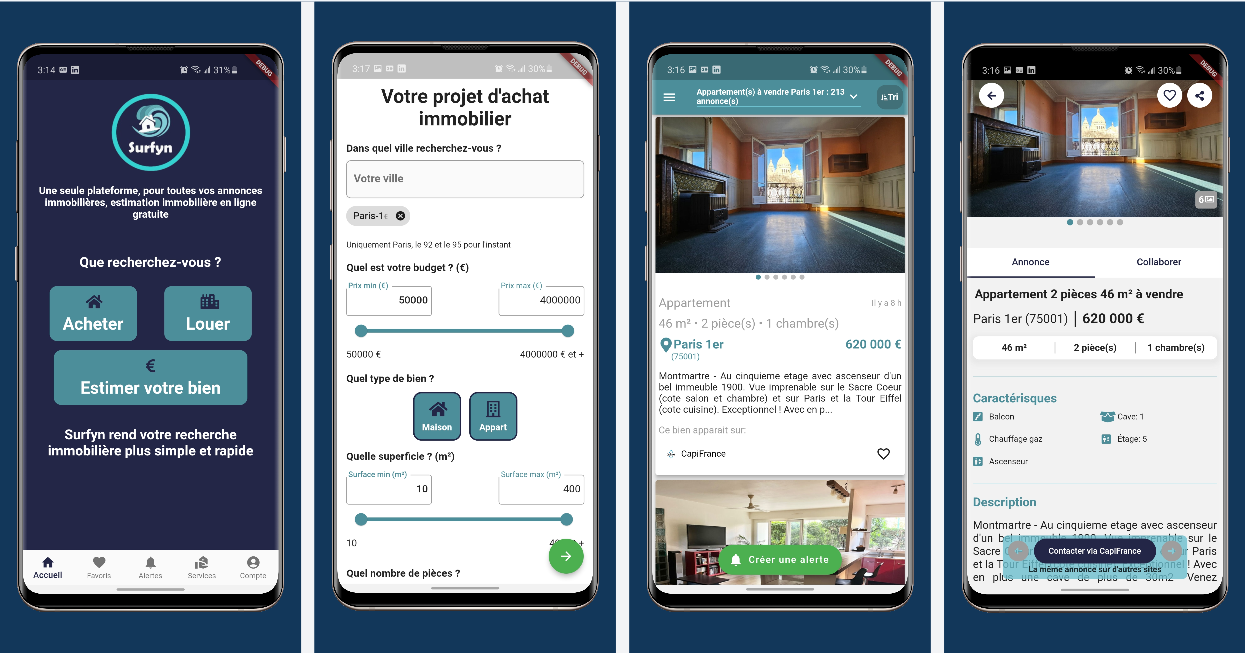 3:14
31%
DEBUG
Surfyn
Une seule plateforme, pour toutes vos annonces
immobilières, estimation immobilière en ligne
gratuite
Que recherchez-vous ?
Acheter
Louer
€
Estimer votre bien
Surfyn rend votre recherche
immobilière plus simple et rapide
Accueil
Favoris
Alertes
Services
Compte
3:17
30%
DEBUG
Votre projet d'achat
immobilier
Dans quel ville recherchez-vous ?
Votre ville
Paris-1
Uniquement Paris, le 92 et le 95 pour l'instant
Quel est votre budget ? (€)
Prix min (€)
50000
Prix max (€)
4000000
50000 €
4000000 € et +
Quel type de bien ?
Maison
Appart
Quelle superficie ? (m²)
Surface min (m²)
10
Surface max (m²)
400
10
Quel nombre de pièces ?
3:16
30%
DEBUG
Appartement(s) à vendre Paris 1er : 213
annonce(s)
Tri
Appartement
Il y a 8 h
46 m² • 2 pièce(s) • 1 chambre(s)
Paris 1er
620 000 €
(75001)
Montmartre - Au cinquieme etage avec ascenseur d'un
bel immeuble 1900. Vue imprenable sur le Sacre Coeur
(cote salon et chambre) et sur Paris et la Tour Eiffel
(cote cuisine). Exceptionnel ! Avec en p...
Ce bien apparait sur:
CapiFrance
Créer une alerte
3:16
30%
DEBUG
6
Annonce
Collaborer
Appartement 2 pièces 46 m² à vendre
Paris 1er (75001) | 620 000 €
46 m²
2 pièce(s)
1 chambre(s)
Caractérisques
Balcon
Cave: 1
Chauffage gaz
Étage: 5
Ascenseur
Description
Montmartre - Au cinquieme etage avec ascenseur
d'un bel immeuble 1900. Vue imprenable sur le
Sacre Paris
Contacter via CapiFrance
et la Tour ! Avec
La même annonce sur d'autres sites
en plus une cave de plus de 30m2 Venez